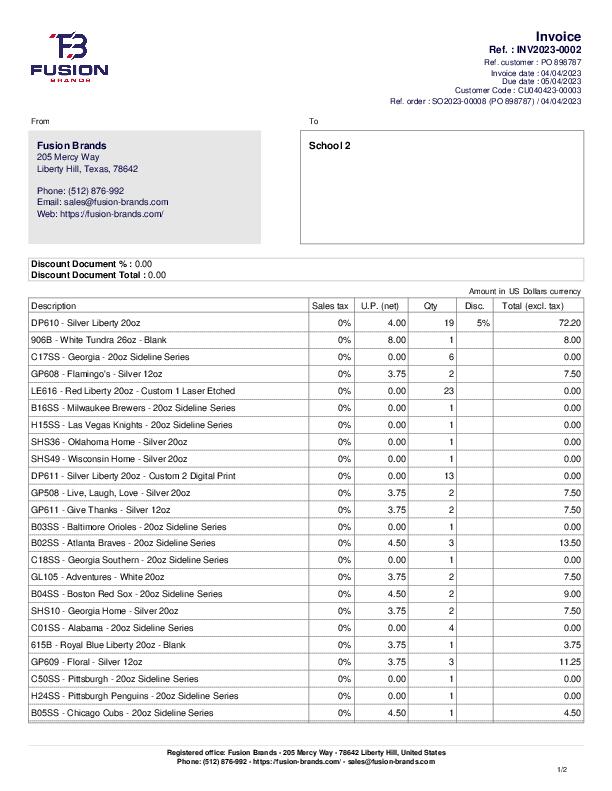 FUSION
BRANDS
Invoice
Ref. : INV2023-0002
Ref. customer : PO 898787
Invoice date : 04/04/2023
Due date : 05/04/2023
Customer Code : CU040423-00003
Ref. order : SO2023-00008 (PO 898787) / 04/04/2023
From To
Fusion Brands
205 Mercy Way
Liberty Hill, Texas, 78642
Phone: (512) 876-992
Email: sales@fusion-brands.com
Web: https://fusion-brands.com/
School 2
Discount Document % : 0.00
Discount Document Total : 0.00
Amount in US Dollars currency
Description Sales tax U.P. (net) Qty Disc. Total (excl. tax)
DP610 - Silver Liberty 20oz 0% 4.00 19 5% 72.20
906B - White Tundra 26oz - Blank 0% 8.00 1 8.00
C17SS - Georgia - 20oz Sideline Series 0% 0.00 6 0.00
GP608 - Flamingo's - Silver 12oz 0% 3.75 2 7.50
LE616 - Red Liberty 20oz - Custom 1 Laser Etched 0% 0.00 23 0.00
B16SS - Milwaukee Brewers - 20oz Sideline Series 0% 0.00 1 0.00
H15SS - Las Vegas Knights - 20oz Sideline Series 0% 0.00 1 0.00
SHS36 - Oklahoma Home - Silver 20oz 0% 0.00 1 0.00
SHS49 - Wisconsin Home - Silver 20oz 0% 0.00 1 0.00
DP611 - Silver Liberty 20oz - Custom 2 Digital Print 0% 0.00 13 0.00
GP508 - Live, Laugh, Love - Silver 20oz 0% 3.75 2 7.50
GP611 - Give Thanks - Silver 12oz 0% 3.75 2 7.50
B03SS - Baltimore Orioles - 20oz Sideline Series 0% 0.00 1 0.00
B02SS - Atlanta Braves - 20oz Sideline Series 0% 4.50 3 13.50
C18SS - Georgia Southern - 20oz Sideline Series 0% 0.00 1 0.00
GL105 - Adventures - White 20oz 0% 3.75 2 7.50
B04SS - Boston Red Sox - 20oz Sideline Series 0% 4.50 2 9.00
SHS10 - Georgia Home - Silver 20oz 0% 3.75 2 7.50
C01SS - Alabama - 20oz Sideline Series 0% 0.00 4 0.00
615B - Royal Blue Liberty 20oz - Blank 0% 3.75 1 3.75
GP609 - Floral - Silver 12oz 0% 3.75 3 11.25
C50SS - Pittsburgh - 20oz Sideline Series 0% 0.00 1 0.00
H24SS - Pittsburgh Penguins - 20oz Sideline Series 0% 0.00 1 0.00
B05SS - Chicago Cubs - 20oz Sideline Series 0% 4.50 1 4.50
Registered office: Fusion Brands - 205 Mercy Way - 78642 Liberty Hill, United States
Phone: (512) 876-992 - https://fusion-brands.com/ - sales@fusion-brands.com
1/2